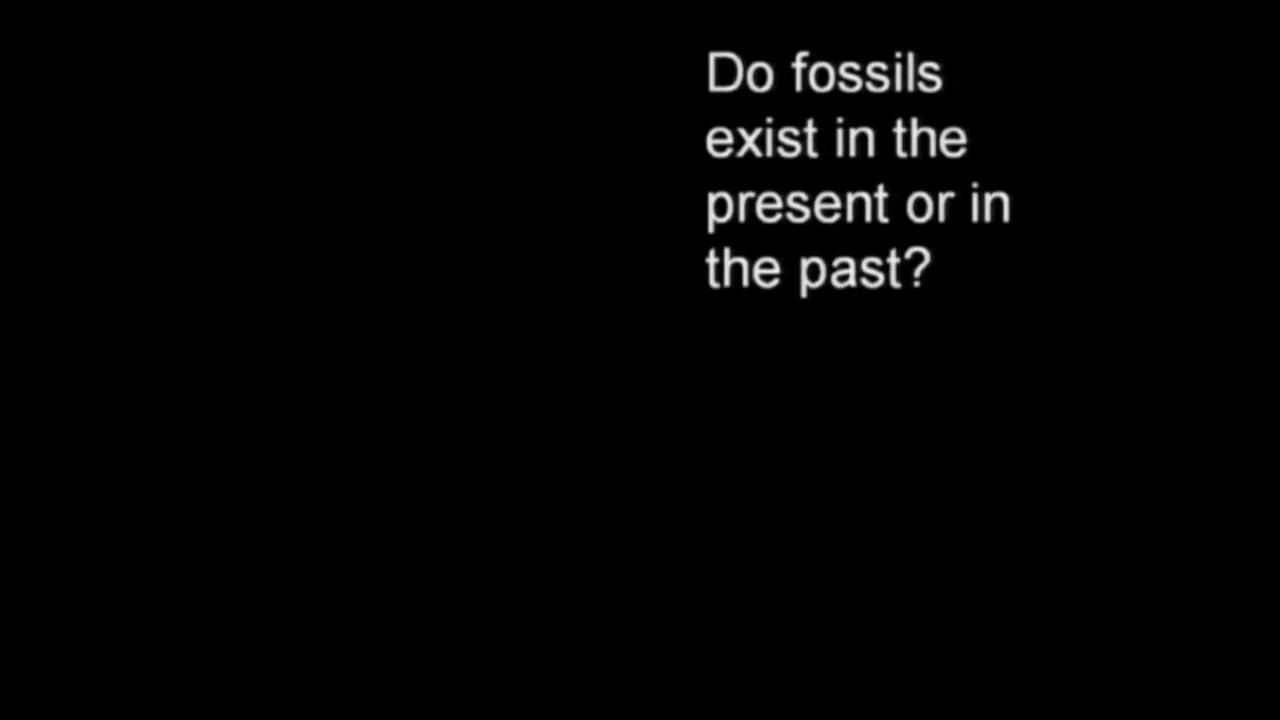 Do fossils
exist in the
present or in
the past?